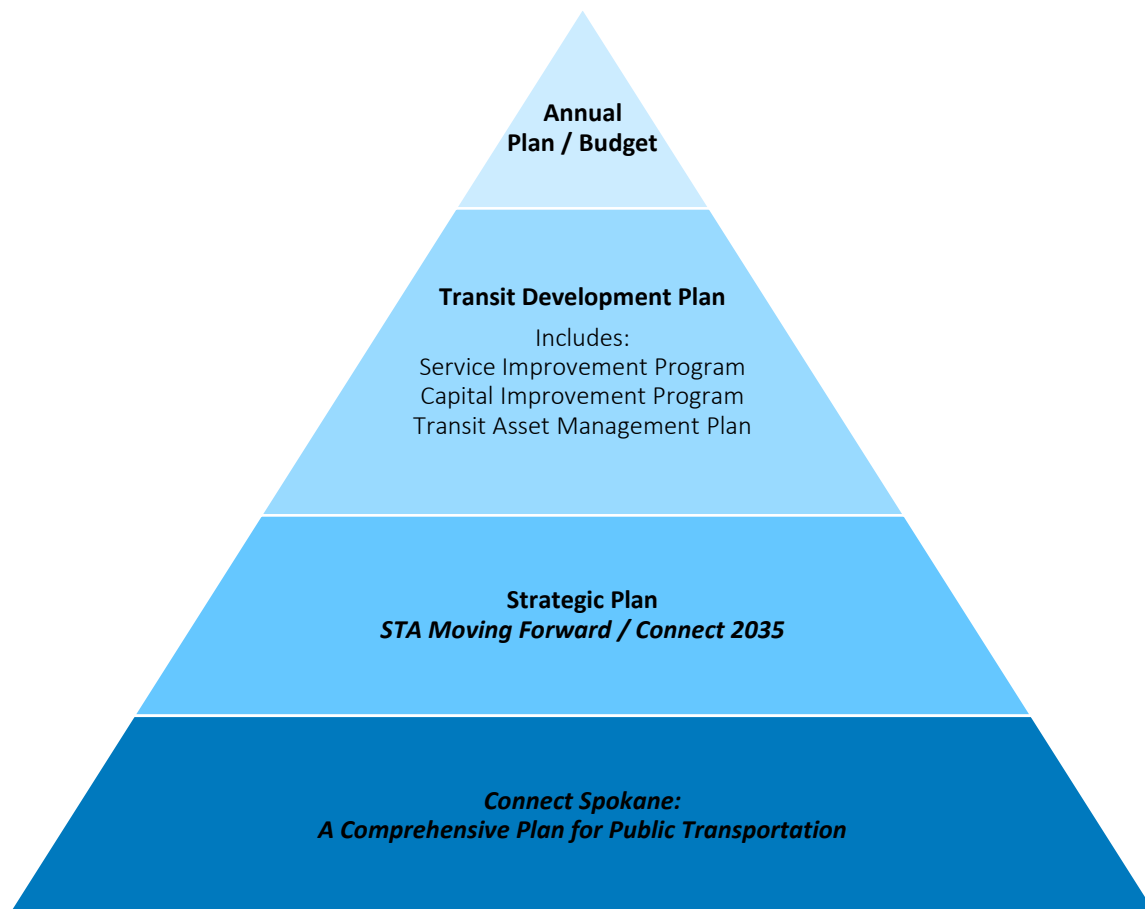 Annual
Plan / Budget
Transit Development Plan
Includes:
Service Improvement Program
Capital Improvement Program
Transit Asset Management Plan
Strategic Plan
STA Moving Forward / Connect 2035
Connect Spokane:
A Comprehensive Plan for Public Transportation